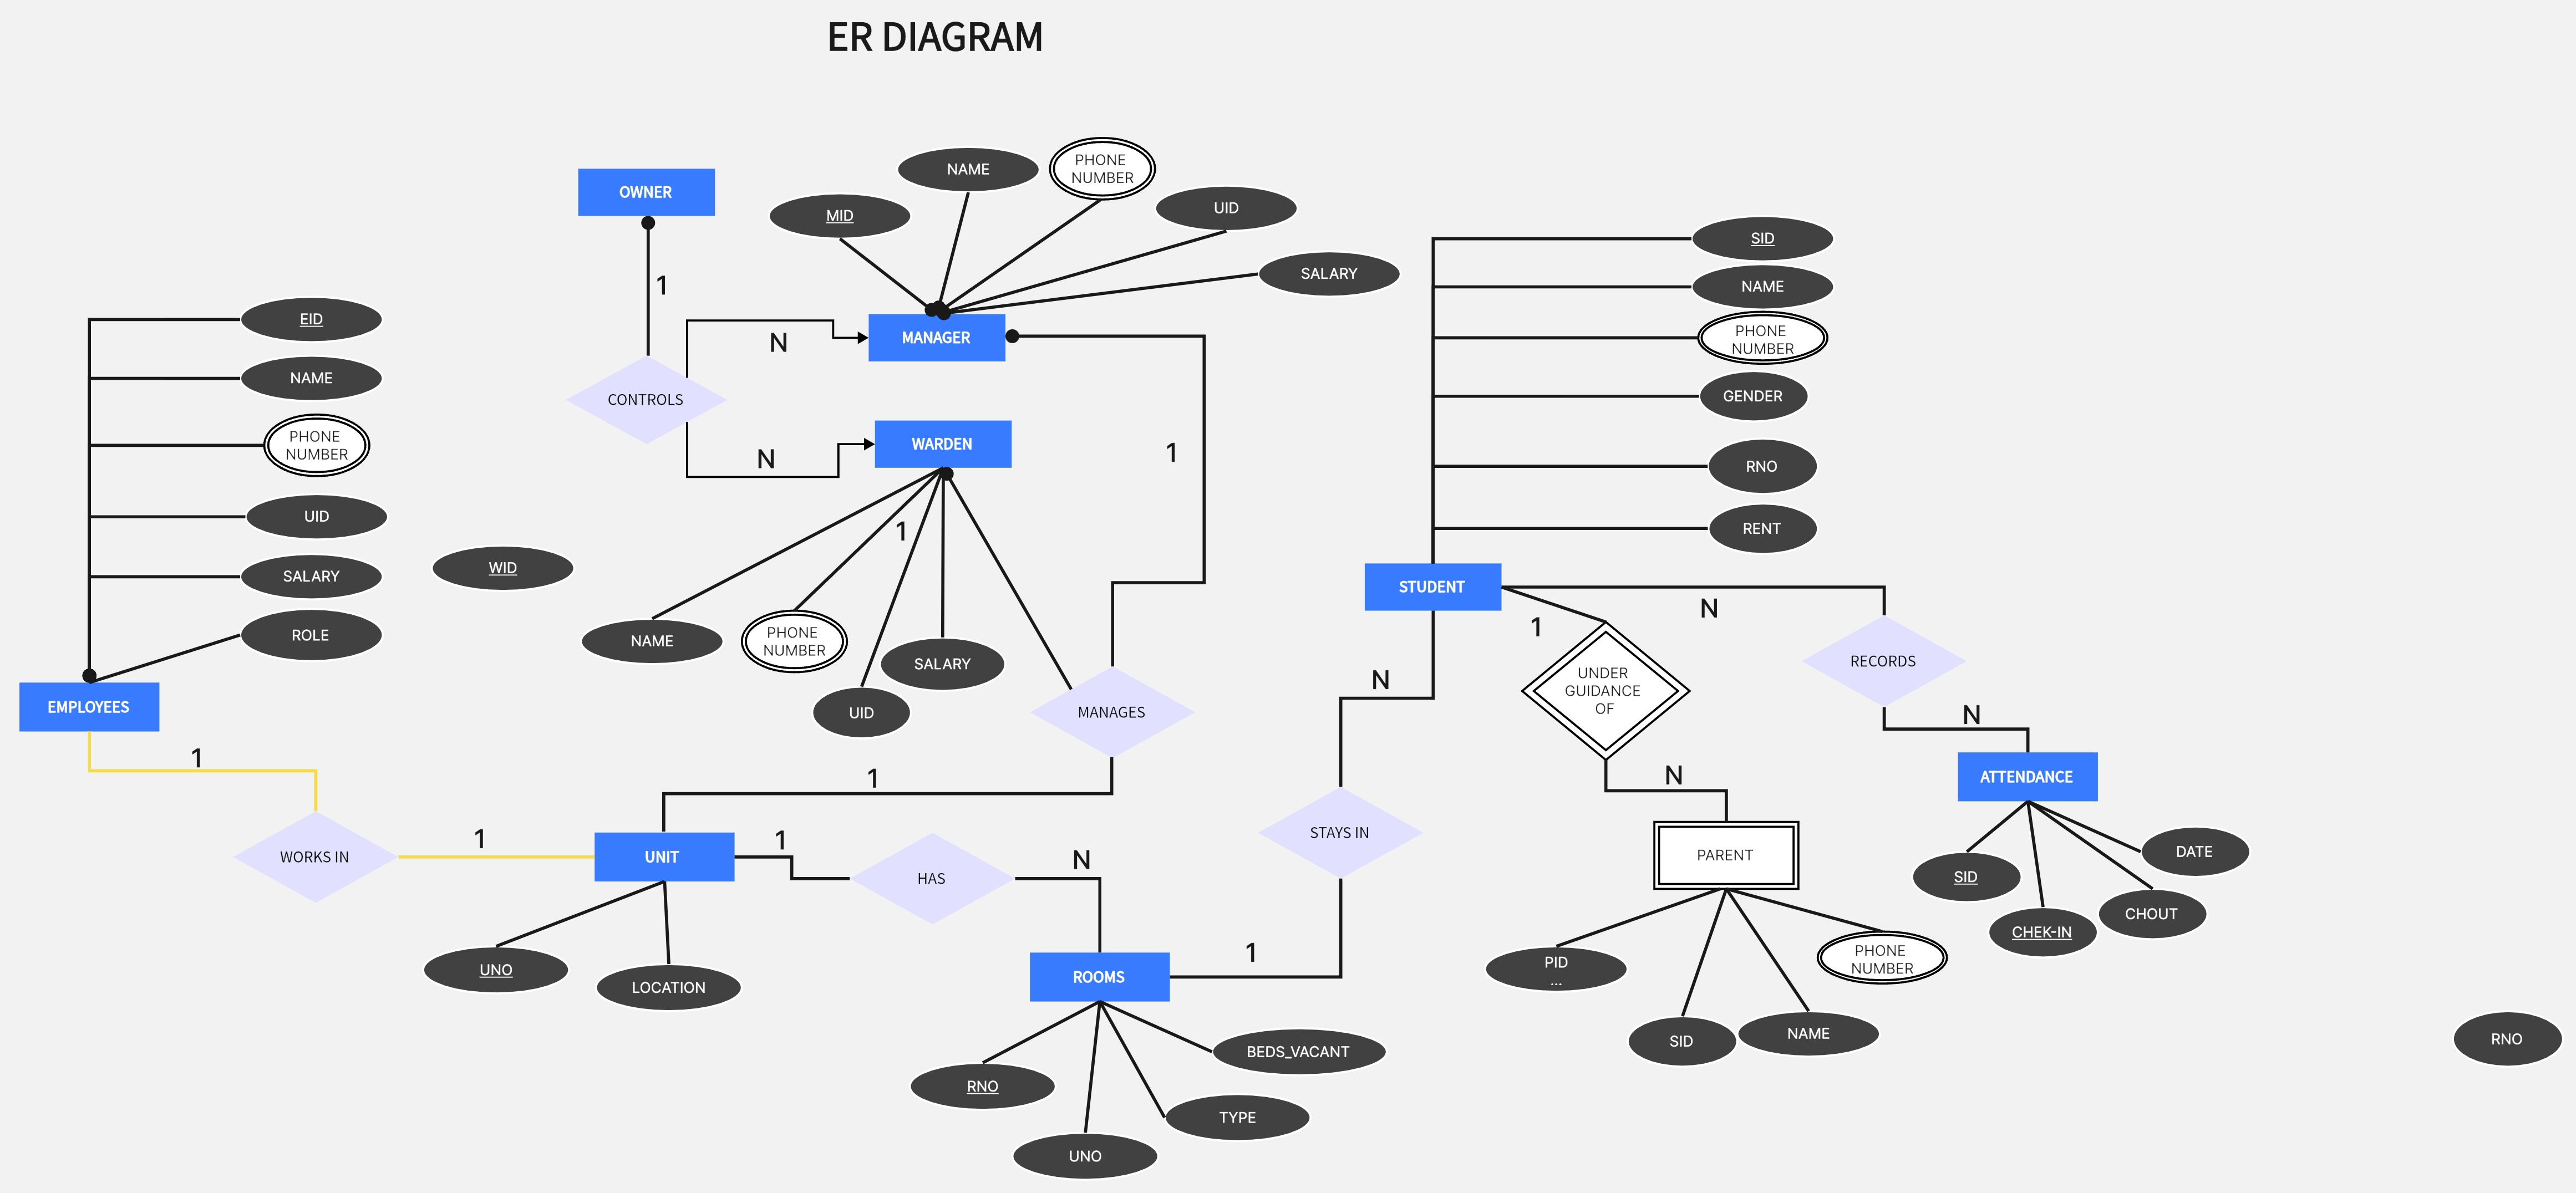 ER DIAGRAM
OWNER
1
CONTROLS
N
N
MID
NAME
PHONE
NUMBER
UID
SALARY
MANAGER
1
WARDEN
1
WID
NAME
PHONE
NUMBER
UID
SALARY
MANAGES
1
EID
NAME
PHONE
NUMBER
UID
SALARY
ROLE
EMPLOYEES
1
WORKS IN
1
UNIT
UNO
LOCATION
1
HAS
N
ROOMS
RNO
UNO
TYPE
BEDS_VACANT
1
STAYS IN
N
SID
NAME
PHONE
NUMBER
GENDER
RNO
RENT
STUDENT
1
UNDER
GUIDANCE
OF
N
PARENT
PID
...
SID
NAME
PHONE
NUMBER
N
RECORDS
N
ATTENDANCE
SID
CHEK-IN
CHOUT
DATE
RNO